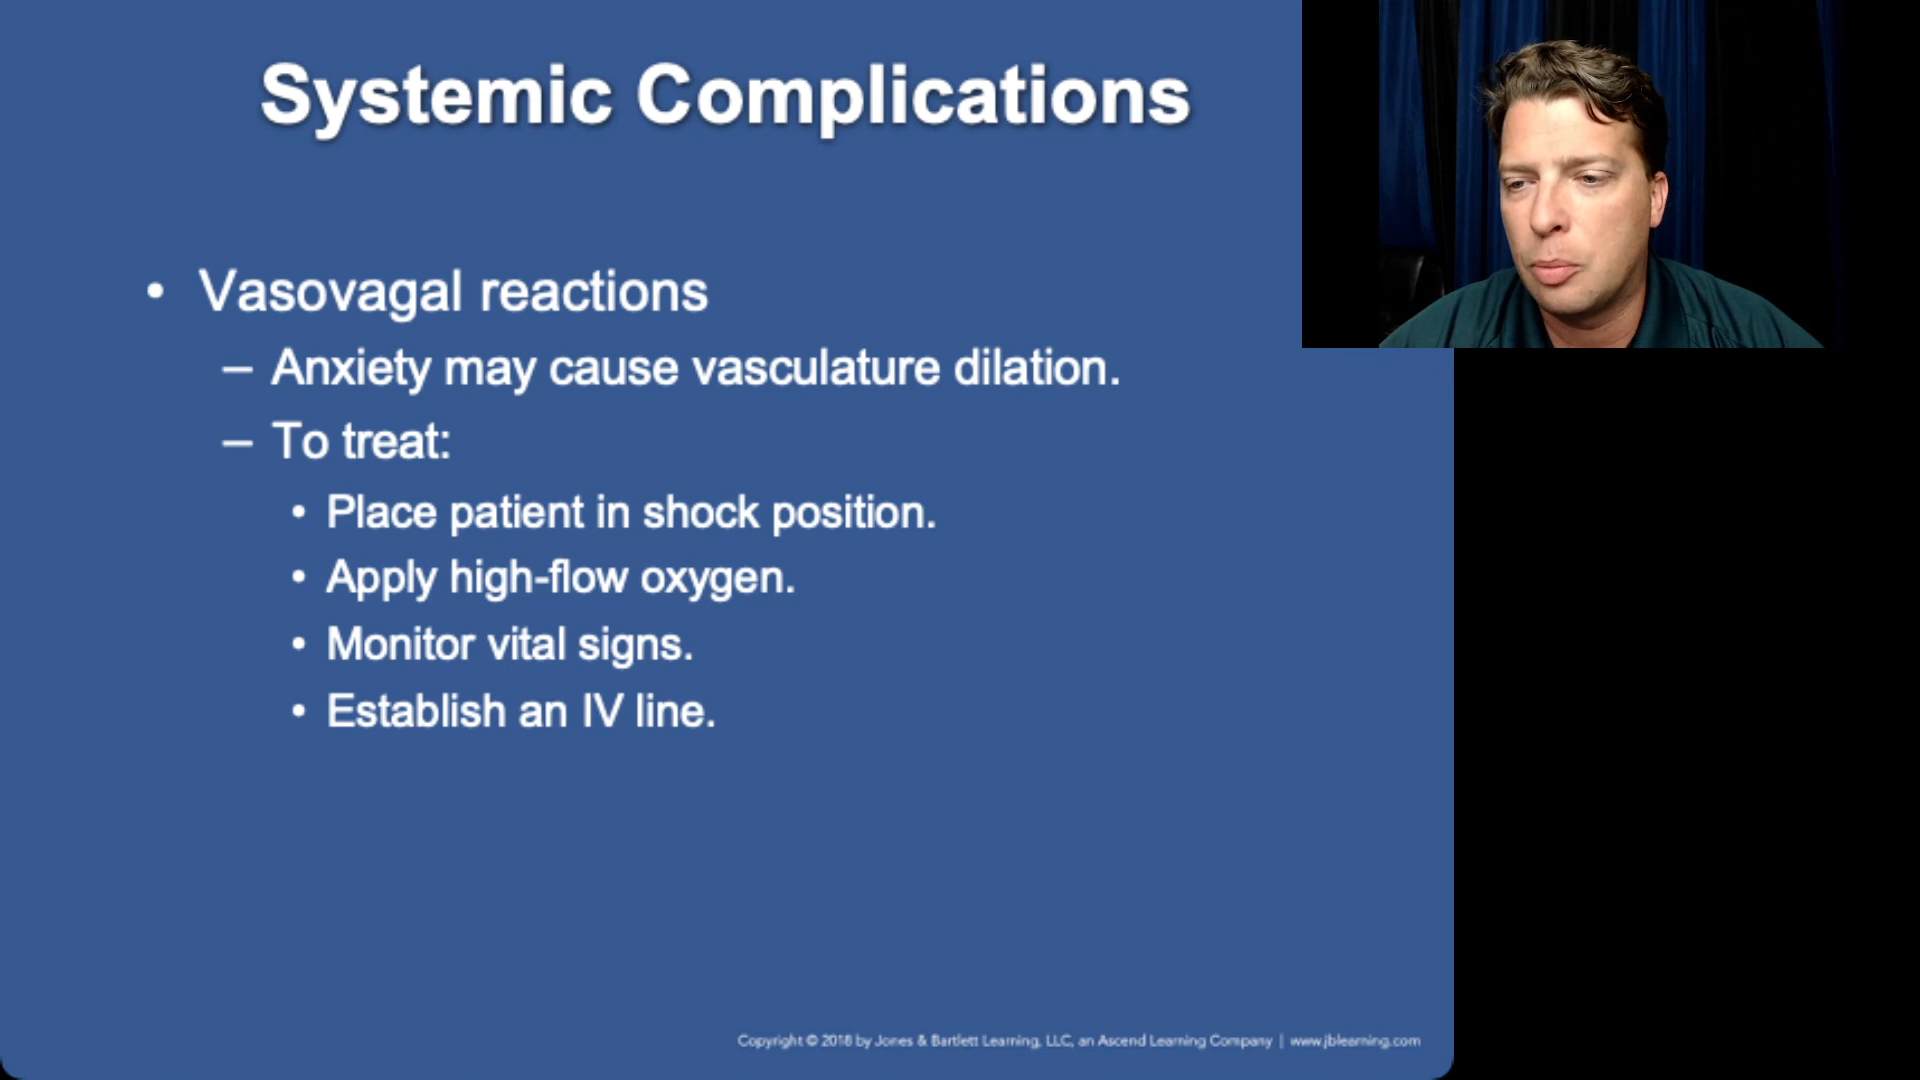 Systemic Complications
• Vasovagal reactions
– Anxiety may cause vasculature dilation.
– To treat:
• Place patient in shock position.
• Apply high-flow oxygen.
• Monitor vital signs.
• Establish an IV line.
Copyright © 2018 by Jones & Bartlett Learning, LLC, an Ascend Learning Company | www.jblearning.com